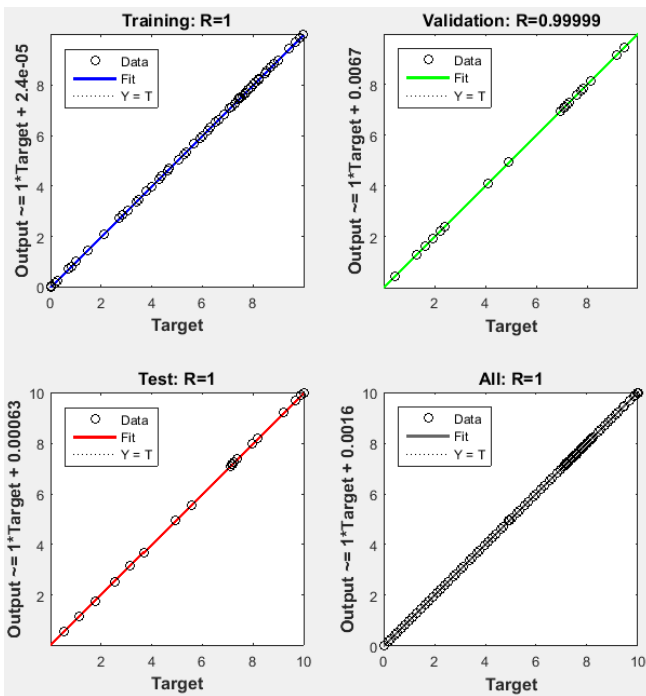 Training: R=1
Output ~= 1*Target + 2.4e-05
Data
Fit
Y = T
8
6
4
2
0
0 2 4 6 8
Target
Validation: R=0.99999
Output ~= 1*Target + 0.0067
Data
Fit
Y = T
8
6
4
2
2 4 6 8
Target
Test: R=1
Output ~= 1*Target + 0.00063
Data
Fit
Y = T
10
8
6
4
2
2 4 6 8 10
Target
All: R=1
Output ~= 1*Target + 0.0016
Data
Fit
Y = T
10
8
6
4
2
0
0 2 4 6 8 10
Target